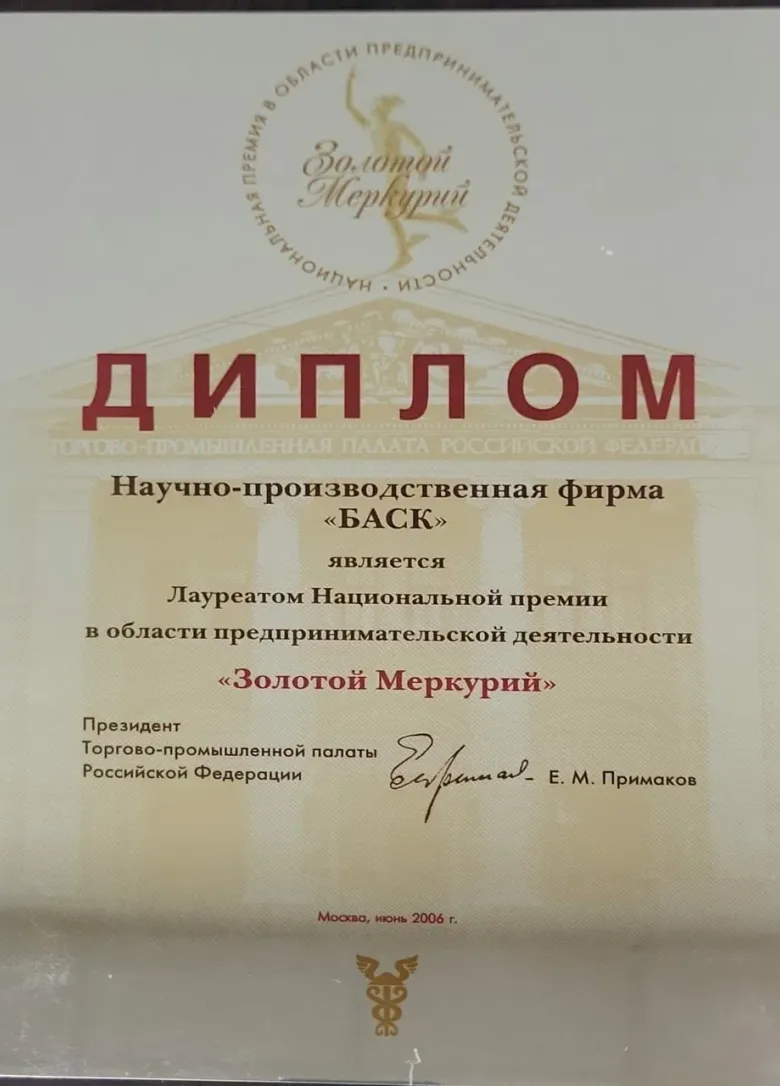 НАЦИОНАЛЬНАЯ ПРЕМИЯ В ОБЛАСТИ ПРЕДПРИНИМАТЕЛЬСКОЙ ДЕЯТЕЛЬНОСТИ •
Золотой
Меркурий
ДИПЛОМ
ТОРГОВО-ПРОМЫШЛЕННАЯ ПАЛАТА РОССИЙСКОЙ
Научно-производственная фирма
«БАСК»
является
Лауреатом Национальной премии
в области предпринимательской деятельности
«Золотой Меркурий»
Президент
Торгово-промышленной палаты
Российской Федерации
Е. М. Примаков
Москва, июнь 2006 г.